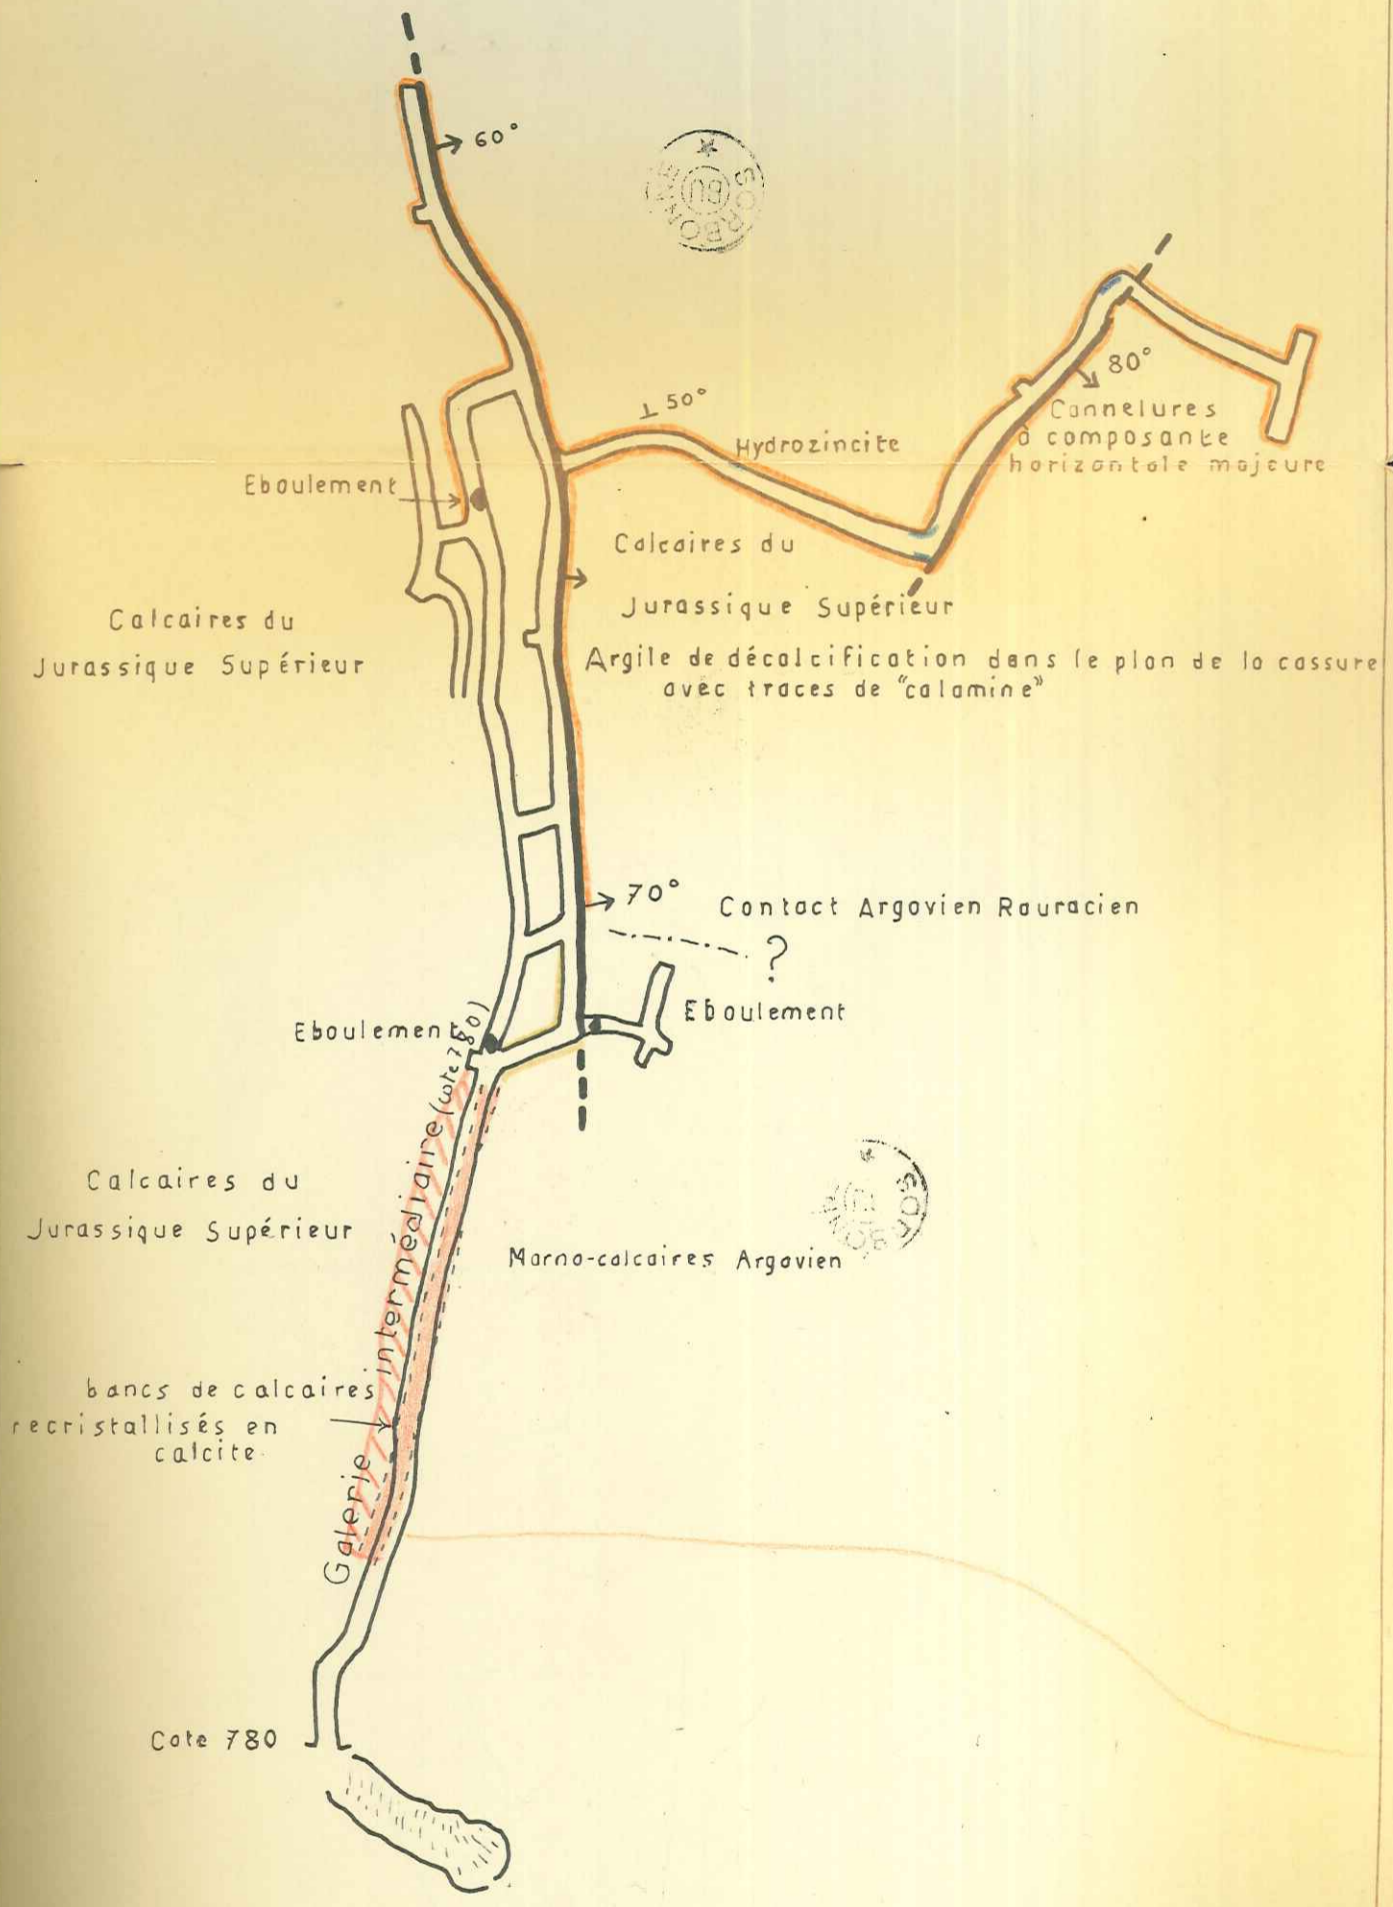 60°
SORBONNE
BU
80°
Cannelures
à composante
horizontale majeure
50°
Hydrozincite
Eboulement
Calcaires du
Jurassique Supérieur
Calcaires du
Jurassique Supérieur
Argile de décalcification dans le plan de la cassure
avec traces de "calamine"
70°
Contact Argovien Rauracien
?
Eboulement
Eboulement
Galerie intermédiaire (cote 780)
Calcaires du
Jurassique Supérieur
Marno-calcaires Argovien
bancs de calcaires
recristallisés en
calcite
Cote 780